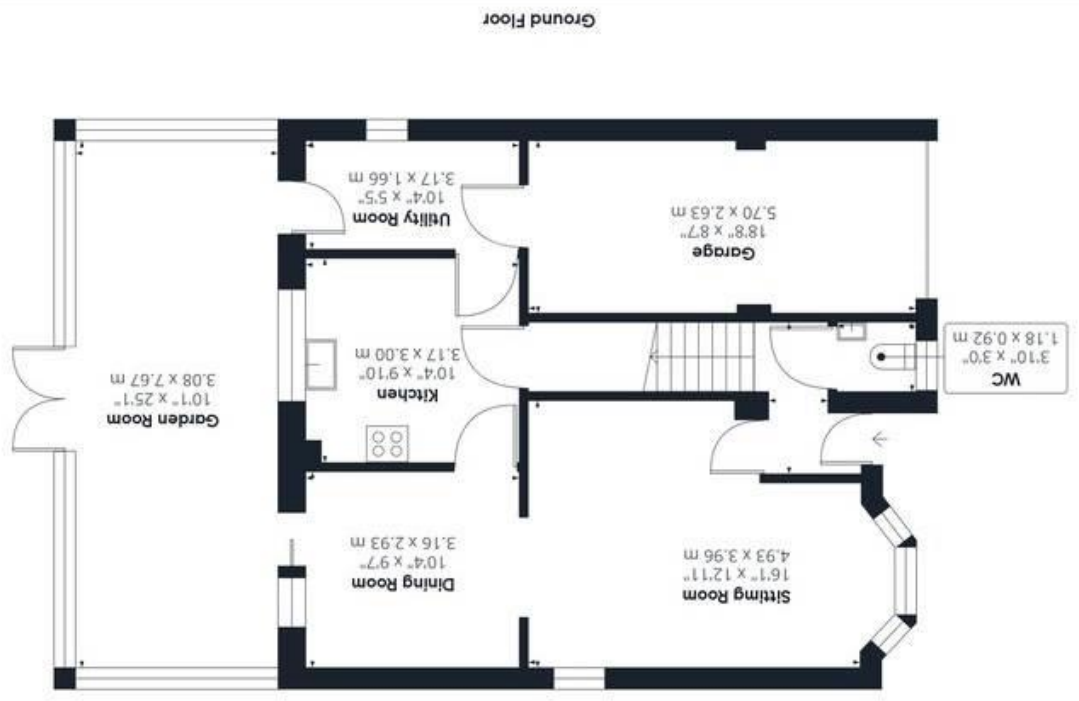 Sittimg Room
16'1" x 12'11"
4.93 x 3.96 m
Dining Room
10'4" x 9'7"
3.16 x 2.93 m
Garden Room
10'1" x 25'1"
3.08 x 7.67 m
Kitchen
10'4" x 9'10"
3.17 x 3.00 m
WC
3'10" x 3'0"
1.18 x 0.92 m
Garage
18'8" x 8'7"
5.70 x 2.63 m
Utility Room
10'4" x 5'5"
3.17 x 1.66 m
Ground Floor